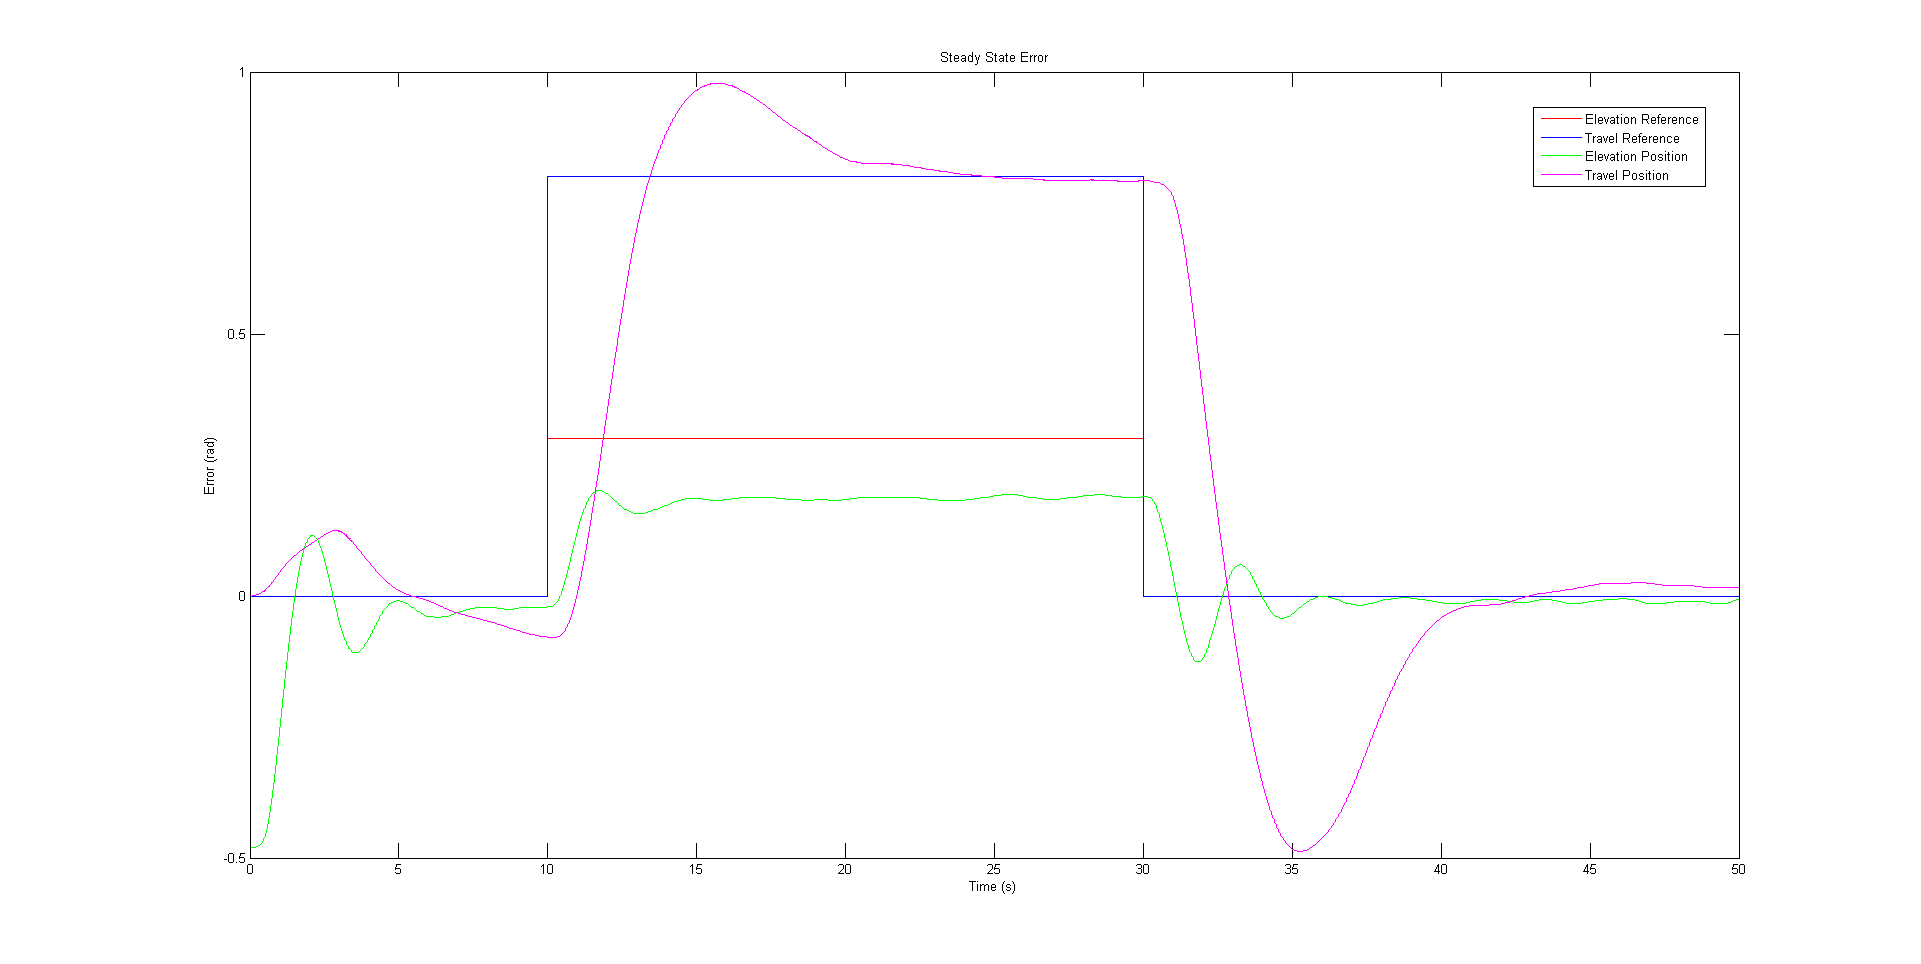 Steady State Error
1
0.5
0
-0.5
Error (rad)
Elevation Reference
Travel Reference
Elevation Position
Travel Position
0 5 10 15 20 25 30 35 40 45 50
Time (s)